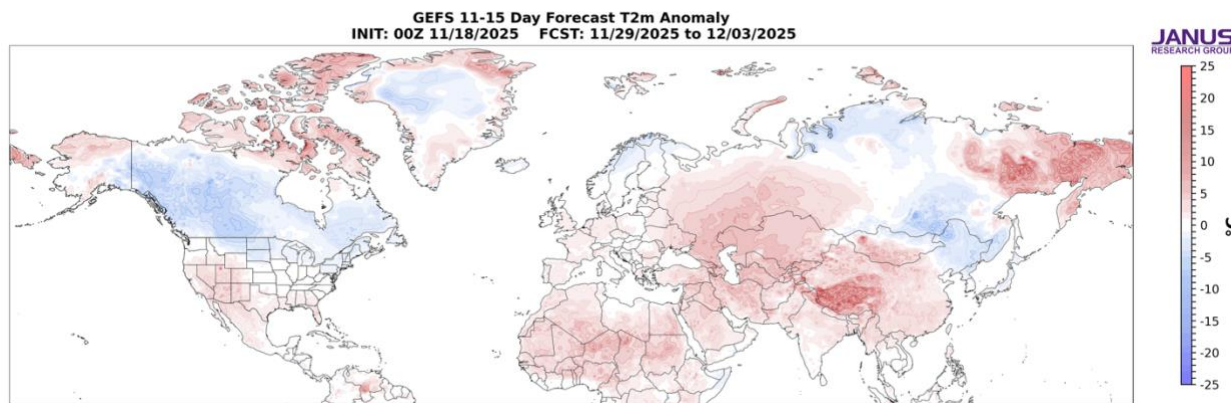 GEFS 11-15 Day Forecast T2m Anomaly
INIT: 00Z 11/18/2025 FCST: 11/29/2025 to 12/03/2025
JANUS
RESEARCH GROUP
25
20
15
10
5
0
-5
-10
-15
-20
-25
°C